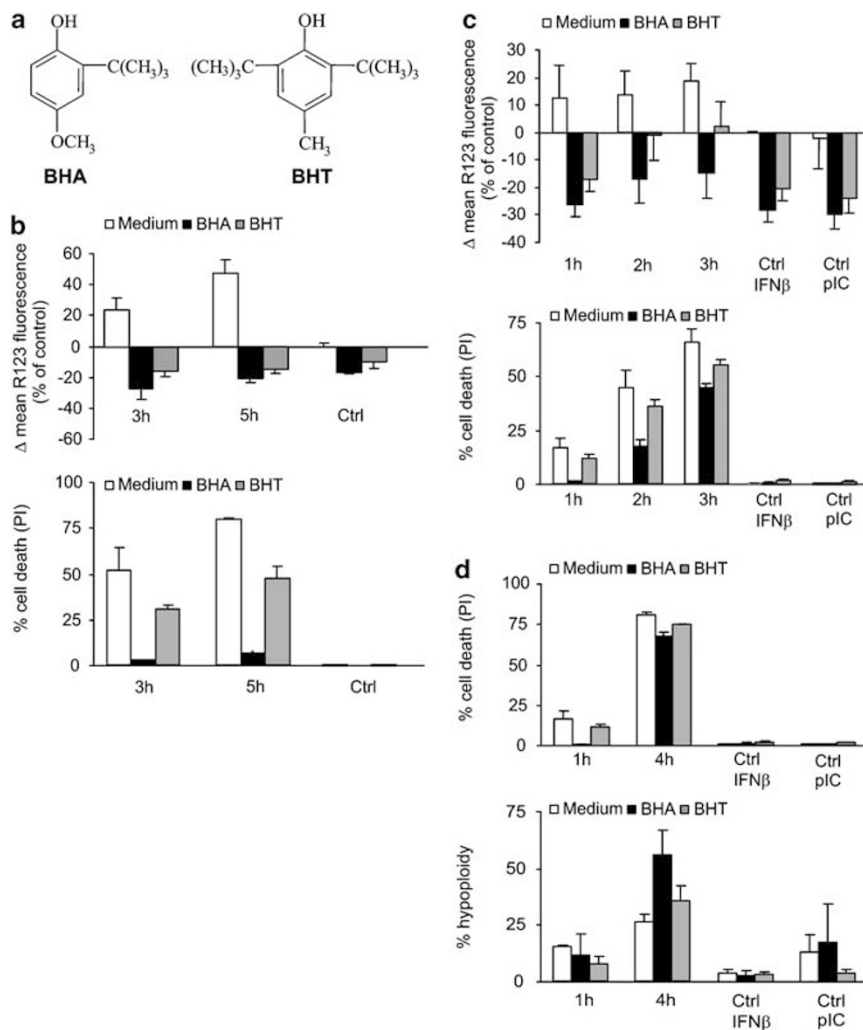 a
OH
C(CH3)3
OCH3
BHA
OH
(CH3)3C
C(CH3)3
CH3
BHT
b
Medium BHA BHT
Δ mean R123 fluorescence
(% of control)
60
40
20
0
-20
-40
-60
3h 5h Ctrl
Medium BHA BHT
% cell death (PI)
100
75
50
25
0
3h 5h Ctrl
c
Medium BHA BHT
Δ mean R123 fluorescence
(% of control)
30
20
10
0
-10
-20
-30
-40
1h 2h 3h Ctrl Ctrl
IFNβ pIC
Medium BHA BHT
% cell death (PI)
75
50
25
0
1h 2h 3h Ctrl Ctrl
IFNβ pIC
d
Medium BHA BHT
% cell death (PI)
100
75
50
25
0
1h 4h Ctrl Ctrl
IFNβ pIC
Medium BHA BHT
% hypoploidy
75
50
25
0
1h 4h Ctrl Ctrl
IFNβ pIC